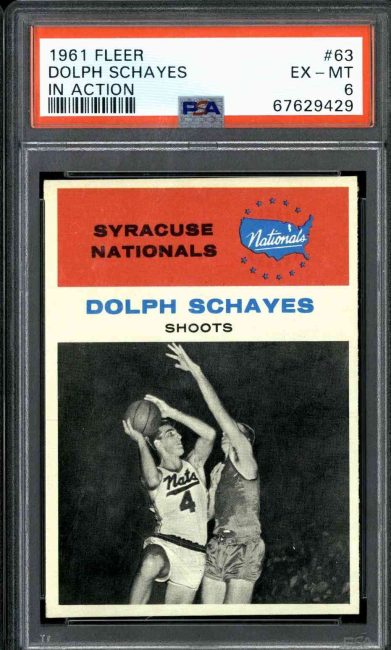 1961 FLEER #63
DOLPH SCHAYES EX – MT
IN ACTION 6
PSA 67629429
SYRACUSE
NATIONALS
Nationals
DOLPH SCHAYES
SHOOTS
Nats
4
PSA